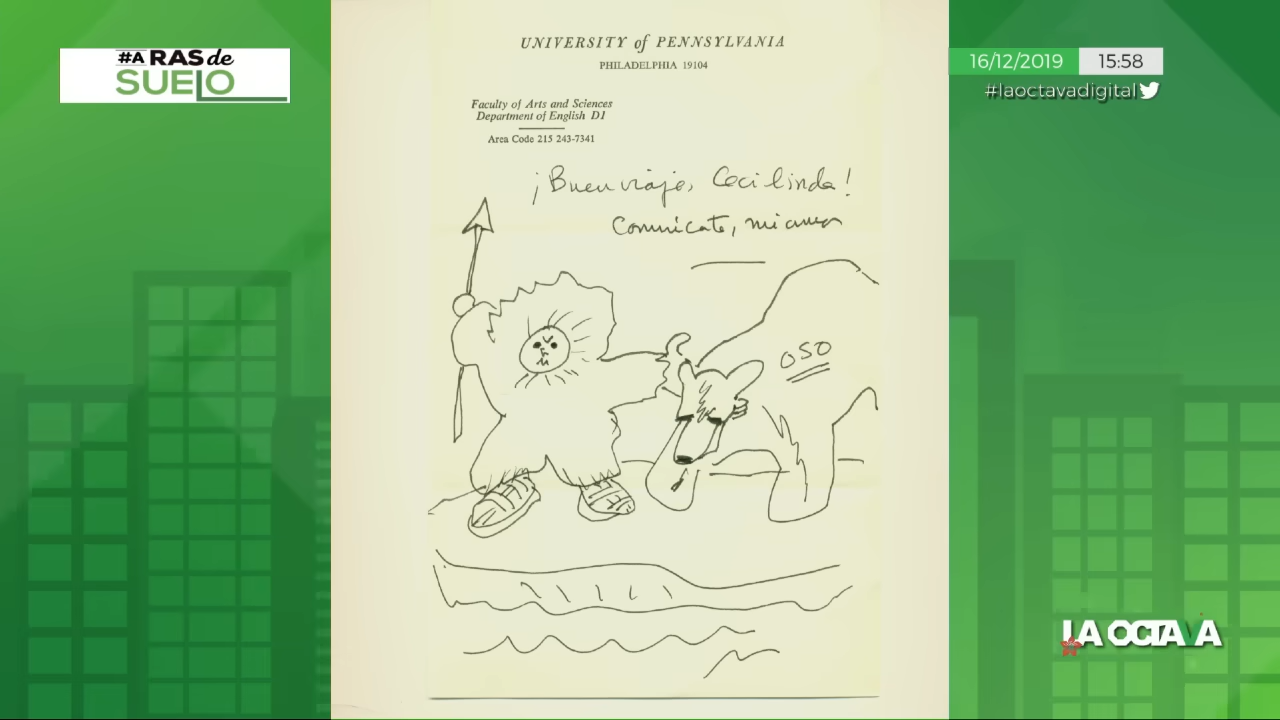 #A RAS de
SUELO
UNIVERSITY of PENNSYLVANIA
PHILADELPHIA 19104
Faculty of Arts and Sciences
Department of English D1
Area Code 215 243-7341
¡Buen viaje, Ceci linda!
Comunícate, mi amor
OSO
16/12/2019 15:58
#laoctavadigital
LA OCTAVA